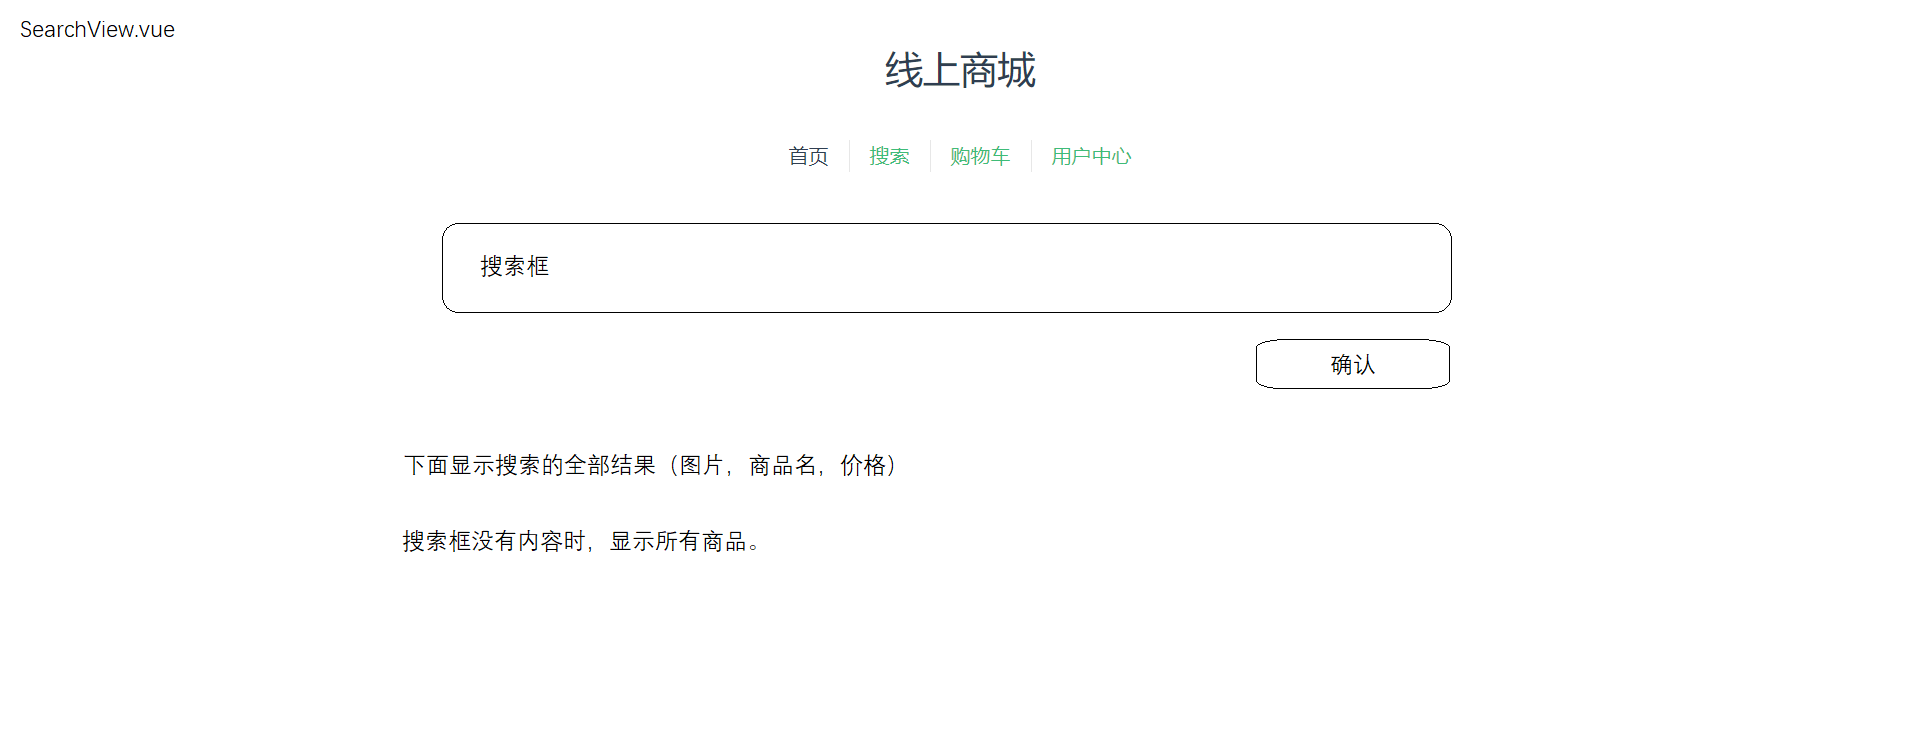 SearchView.vue
线上商城
首页 搜索 购物车 用户中心
搜索框
确认
下面显示搜索的全部结果（图片，商品名，价格）
搜索框没有内容时，显示所有商品。